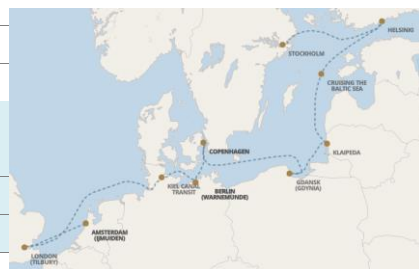 HELSINKI
STOCKHOLM
CRUISING THE
BALTIC SEA
COPENHAGEN
KLAIPEDA
KIEL CANAL
TRANSIT
BERLIN
(WARNEMÜNDE)
GDANSK
(GDYNIA)
AMSTERDAM
(IJMUIDEN)
LONDON
(TILBURY)